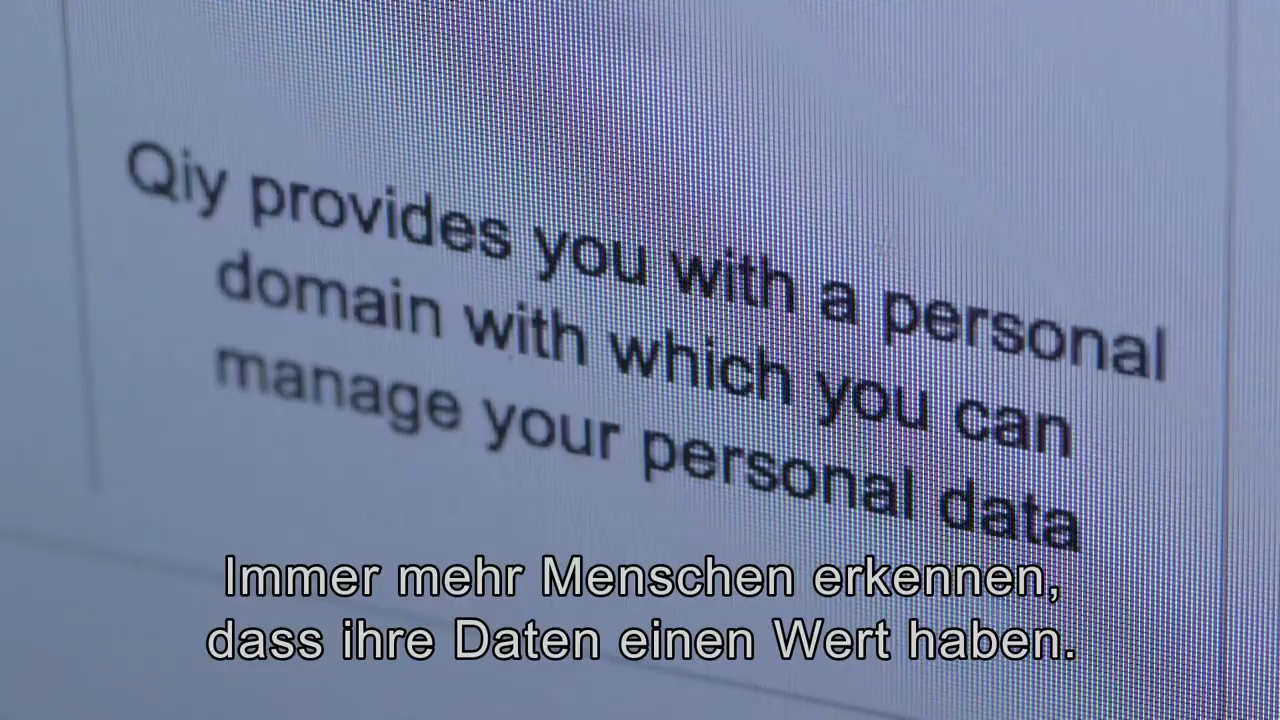 Qiy provides you with a personal
domain with which you can
manage your personal data
Immer mehr Menschen erkennen,
dass ihre Daten einen Wert haben.